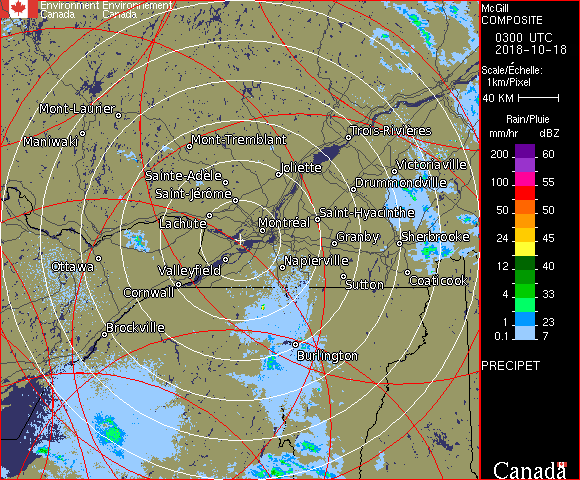 Environment Environnement
Canada Canada
McGill
COMPOSITE
0300 UTC
2018-10-18
Scale/Échelle:
1km/Pixel
40 KM
Rain/Pluie
mm/hr dBZ
200 60
100 55
50 50
24 45
12 40
4 33
1 23
0.1 7
PRECIPET
Canada
Mont-Laurier
Maniwaki
Mont-Tremblant
Trois-Rivières
Sainte-Adèle
Joliette
Victoriaville
Saint-Jérôme
Drummondville
Lachute
Montréal
Saint-Hyacinthe
Granby
Sherbrooke
Ottawa
Valleyfield
Napierville
Cornwall
Sutton
Coaticook
Brockville
Burlington